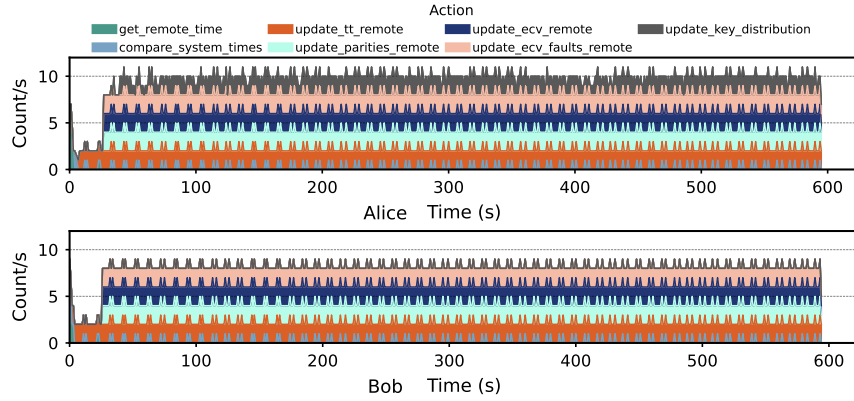 Action
get_remote_time update_tt_remote update_ecv_remote update_key_distribution
compare_system_times update_parities_remote update_ecv_faults_remote
10
5
0
Count/s
0 100 200 300 400 500 600
Alice Time (s)
10
5
0
Count/s
0 100 200 300 400 500 600
Bob Time (s)